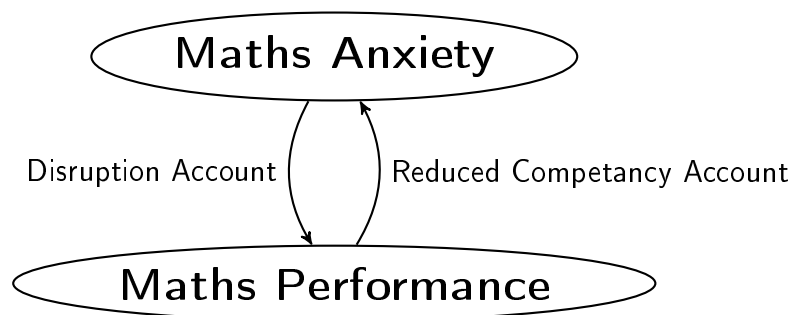 Maths Anxiety
Disruption Account
Reduced Competancy Account
Maths Performance